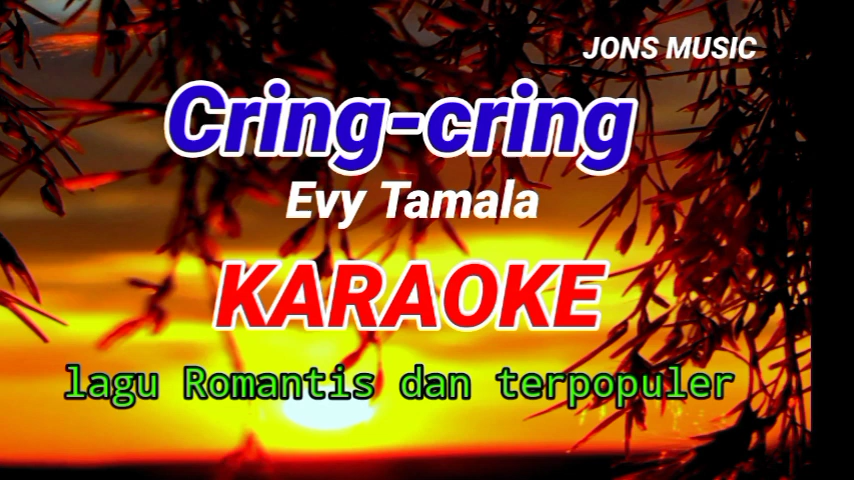 JONS MUSIC
Cring-cring
Evy Tamala
KARAOKE
lagu Romantis dan terpopuler